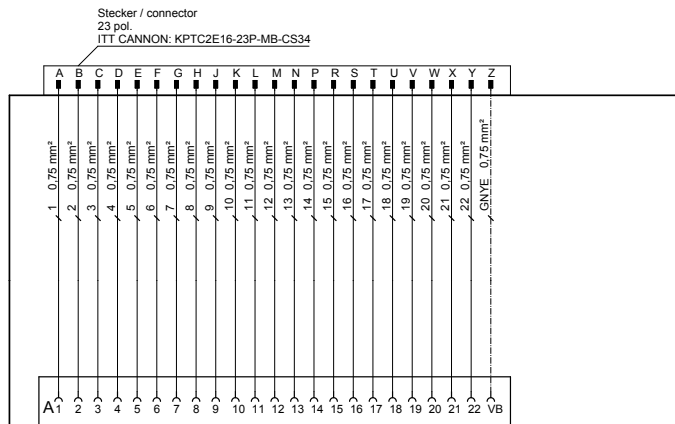 Stecker / connector
23 pol.
ITT CANNON: KPTC2E16-23P-MB-CS34
A B C D E F G H J K L M N P R S T U V W X Y Z
1 0,75 mm²
2 0,75 mm²
3 0,75 mm²
4 0,75 mm²
5 0,75 mm²
6 0,75 mm²
7 0,75 mm²
8 0,75 mm²
9 0,75 mm²
10 0,75 mm²
11 0,75 mm²
12 0,75 mm²
13 0,75 mm²
14 0,75 mm²
15 0,75 mm²
16 0,75 mm²
17 0,75 mm²
18 0,75 mm²
19 0,75 mm²
20 0,75 mm²
21 0,75 mm²
22 0,75 mm²
GNYE 0,75 mm²
A 1 2 3 4 5 6 7 8 9 10 11 12 13 14 15 16 17 18 19 20 21 22 VB